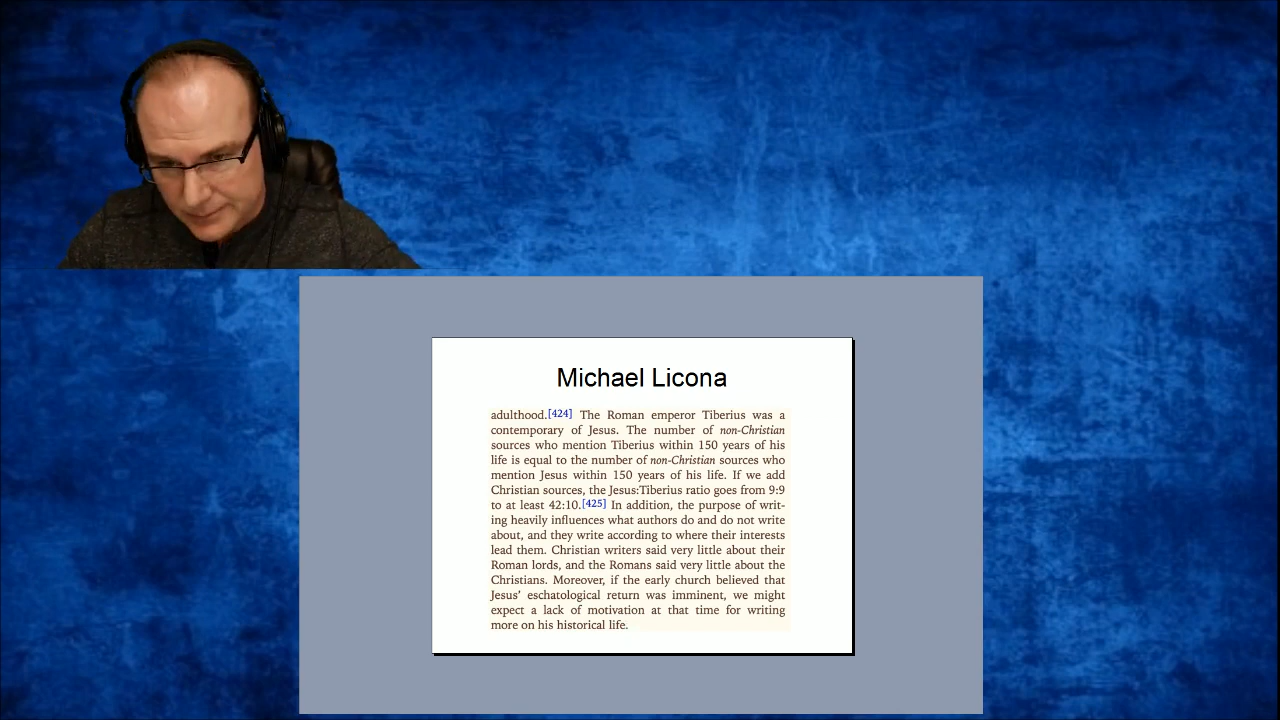 Michael Licona
adulthood.[424] The Roman emperor Tiberius was a
contemporary of Jesus. The number of non-Christian
sources who mention Tiberius within 150 years of his
life is equal to the number of non-Christian sources who
mention Jesus within 150 years of his life. If we add
Christian sources, the Jesus:Tiberius ratio goes from 9:9
to at least 42:10.[425] In addition, the purpose of writ-
ing heavily influences what authors do and do not write
about, and they write according to where their interests
lead them. Christian writers said very little about their
Roman lords, and the Romans said very little about the
Christians. Moreover, if the early church believed that
Jesus’ eschatological return was imminent, we might
expect a lack of motivation at that time for writing
more on his historical life.